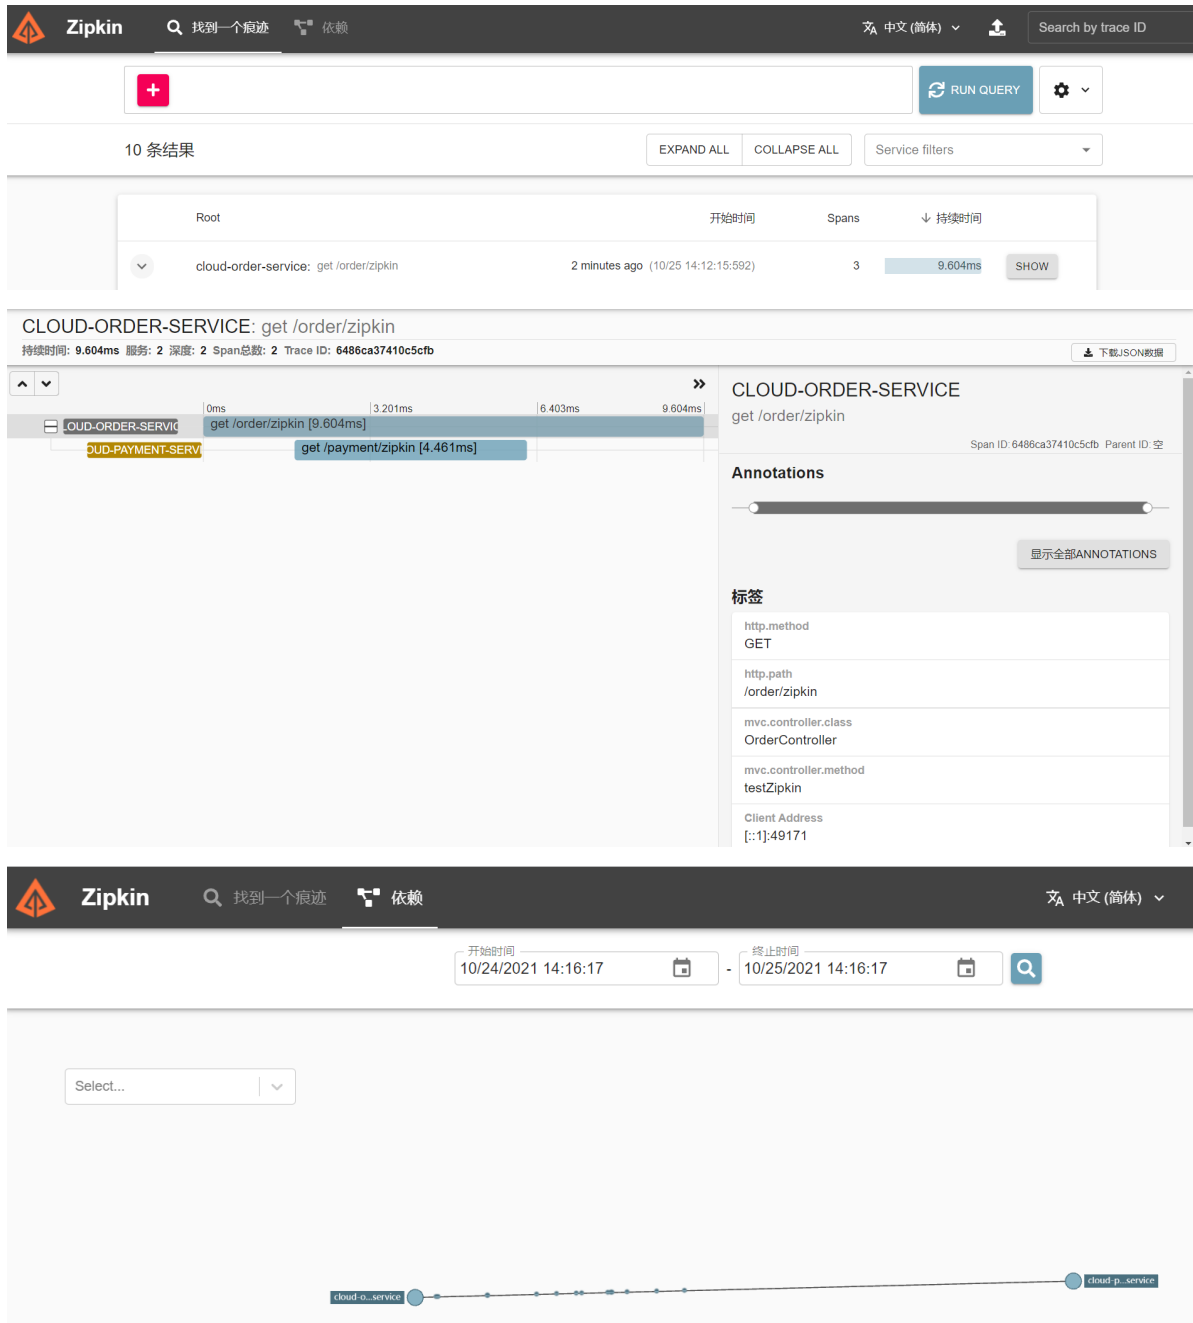 Zipkin 找到一个痕迹 依赖 中文 (简体) Search by trace ID
RUN QUERY
10 条结果 EXPAND ALL COLLAPSE ALL Service filters
Root 开始时间 Spans 持续时间
cloud-order-service: get /order/zipkin 2 minutes ago (10/25 14:12:15:592) 3 9.604ms SHOW
CLOUD-ORDER-SERVICE: get /order/zipkin
持续时间: 9.604ms 服务: 2 深度: 2 Span总数: 2 Trace ID: 6486ca37410c5cfb 下载JSON数据
0ms 3.201ms 6.403ms 9.604ms
OUD-ORDER-SERVIC get /order/zipkin [9.604ms]
OUD-PAYMENT-SERVI get /payment/zipkin [4.461ms]
CLOUD-ORDER-SERVICE
get /order/zipkin
Span ID: 6486ca37410c5cfb Parent ID: 空
Annotations
显示全部ANNOTATIONS
标签
http.method
GET
http.path
/order/zipkin
mvc.controller.class
OrderController
mvc.controller.method
testZipkin
Client Address
[::1]:49171
Zipkin 找到一个痕迹 依赖 中文 (简体)
开始时间 终止时间
10/24/2021 14:16:17 - 10/25/2021 14:16:17
Select...
cloud-p...service
cloud-o...service